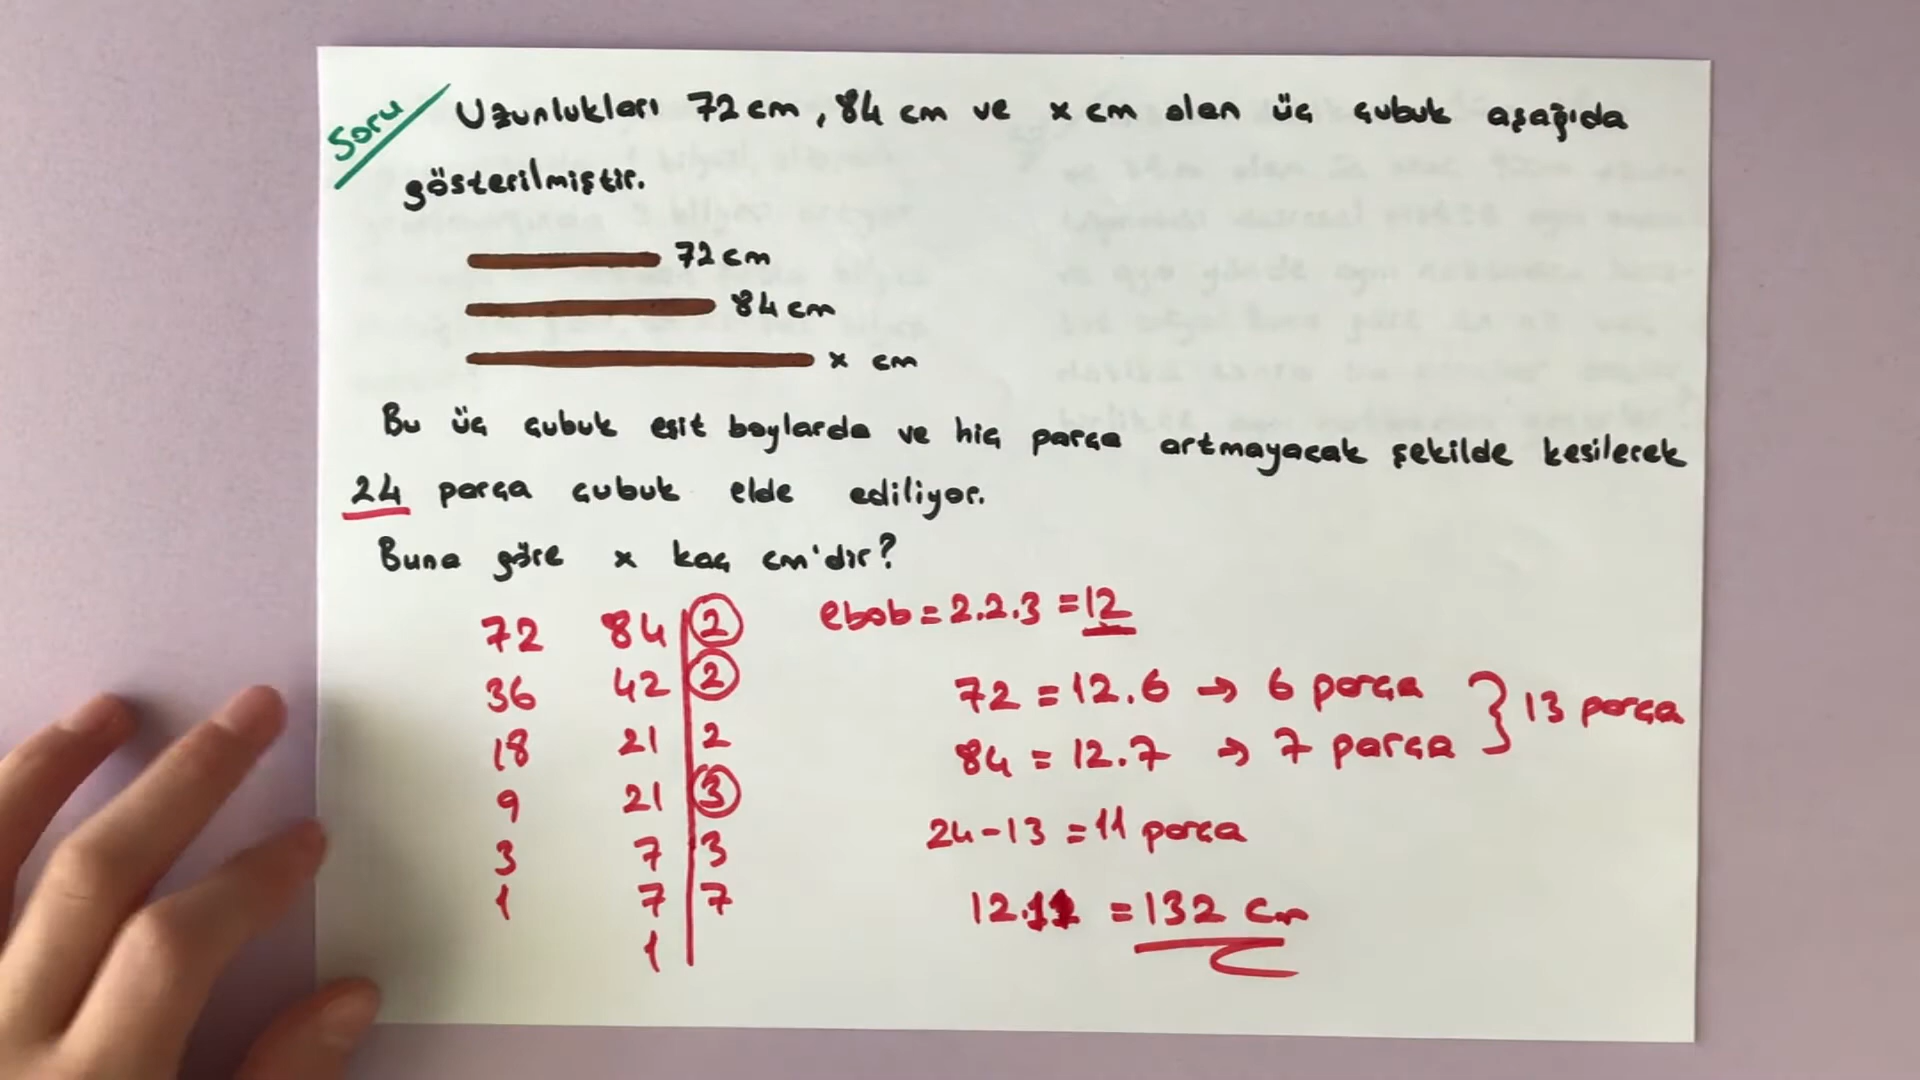 Soru
Uzunlukları 72 cm, 84 cm ve x cm olan üç çubuk aşağıda
gösterilmiştir.
72 cm
84 cm
x cm
Bu üç çubuk eşit boylarda ve hiç parça artmayacak şekilde kesilerek
24 parça çubuk elde ediliyor.
Buna göre x kaç cm'dir?
72 84 2
36 42 2
18 21 2
9 21 3
3 7 3
1 7 7
1
ebob = 2.2.3 = 12
72 = 12.6 → 6 parça
84 = 12.7 → 7 parça
} 13 parça
24-13 = 11 parça
12.11 = 132 cm